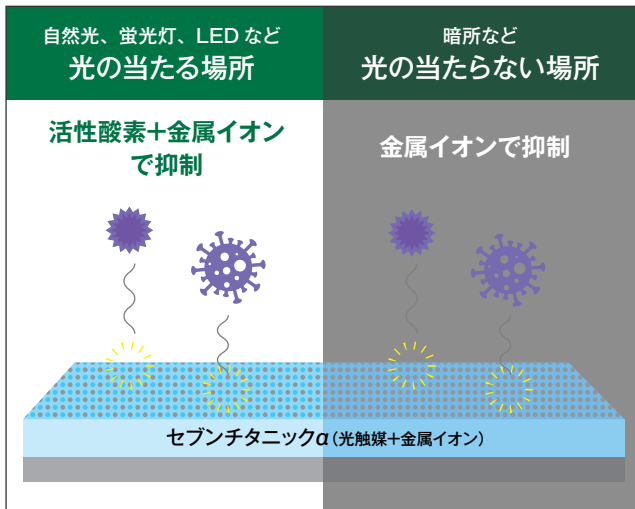 自然光、蛍光灯、LED など
光の当たる場所
暗所など
光の当たらない場所
活性酸素＋金属イオン
で抑制
金属イオンで抑制
セブンチタニックα（光触媒＋金属イオン）